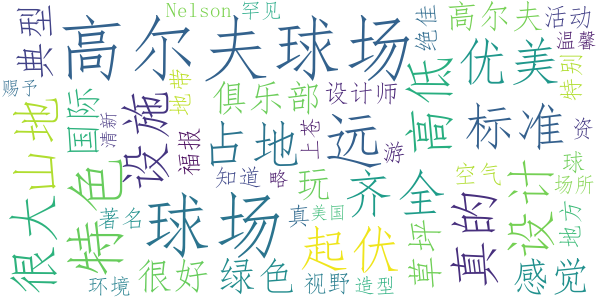 Nelson
罕见
高尔夫
活动
典型
高尔夫球场
绝佳
优美
温馨
特别
赐予
地带
俱乐部
设计师
高低
国际
清新
设施
福报
占地
上苍
远
游
标准
资
山地
知道
略
玩
齐全
空气
球
场所
很大
特色
著名
球场
真
美国
起伏
草坪
真的
设计
地方
环境
很好
绿色
视野
造型
感觉